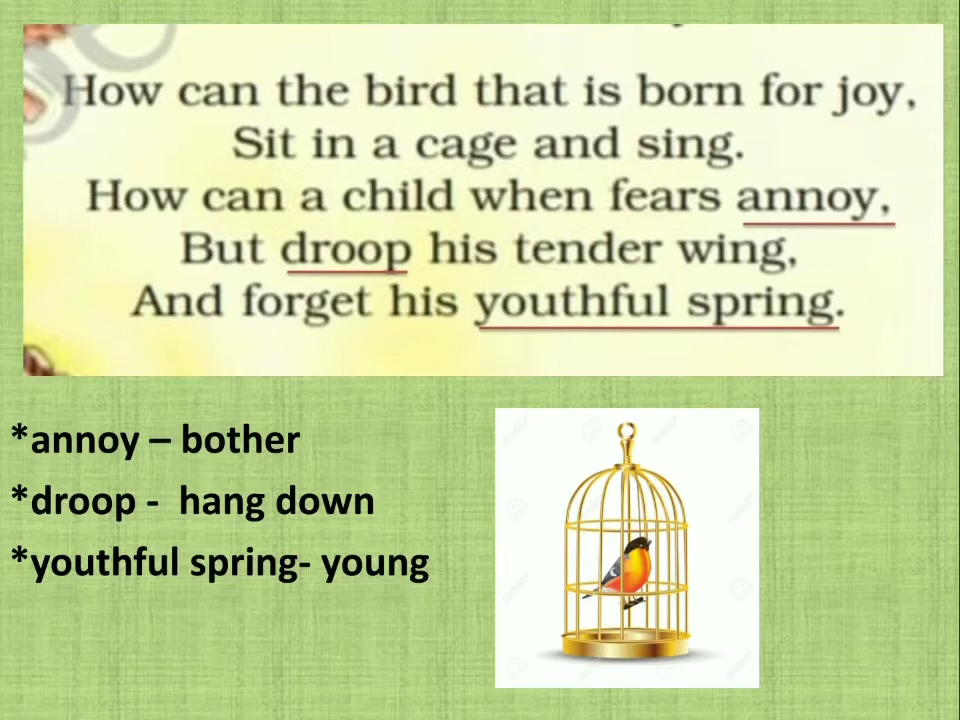 How can the bird that is born for joy,
Sit in a cage and sing.
How can a child when fears annoy,
But droop his tender wing,
And forget his youthful spring.
*annoy – bother
*droop -  hang down
*youthful spring- young